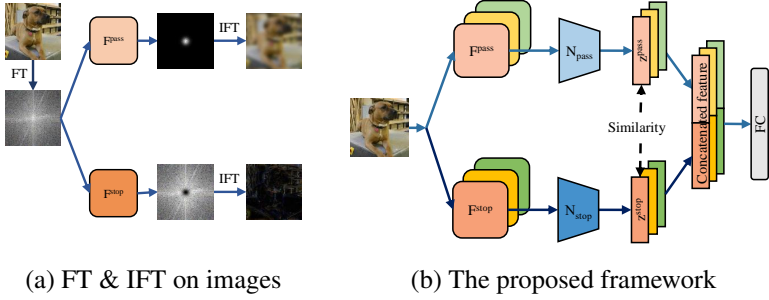 FT
F^pass
IFT
F^stop
IFT
(a) FT & IFT on images
F^pass
N_pass
z^pass
Similarity
F^stop
N_stop
z^stop
Concatenated feature
FC
(b) The proposed framework